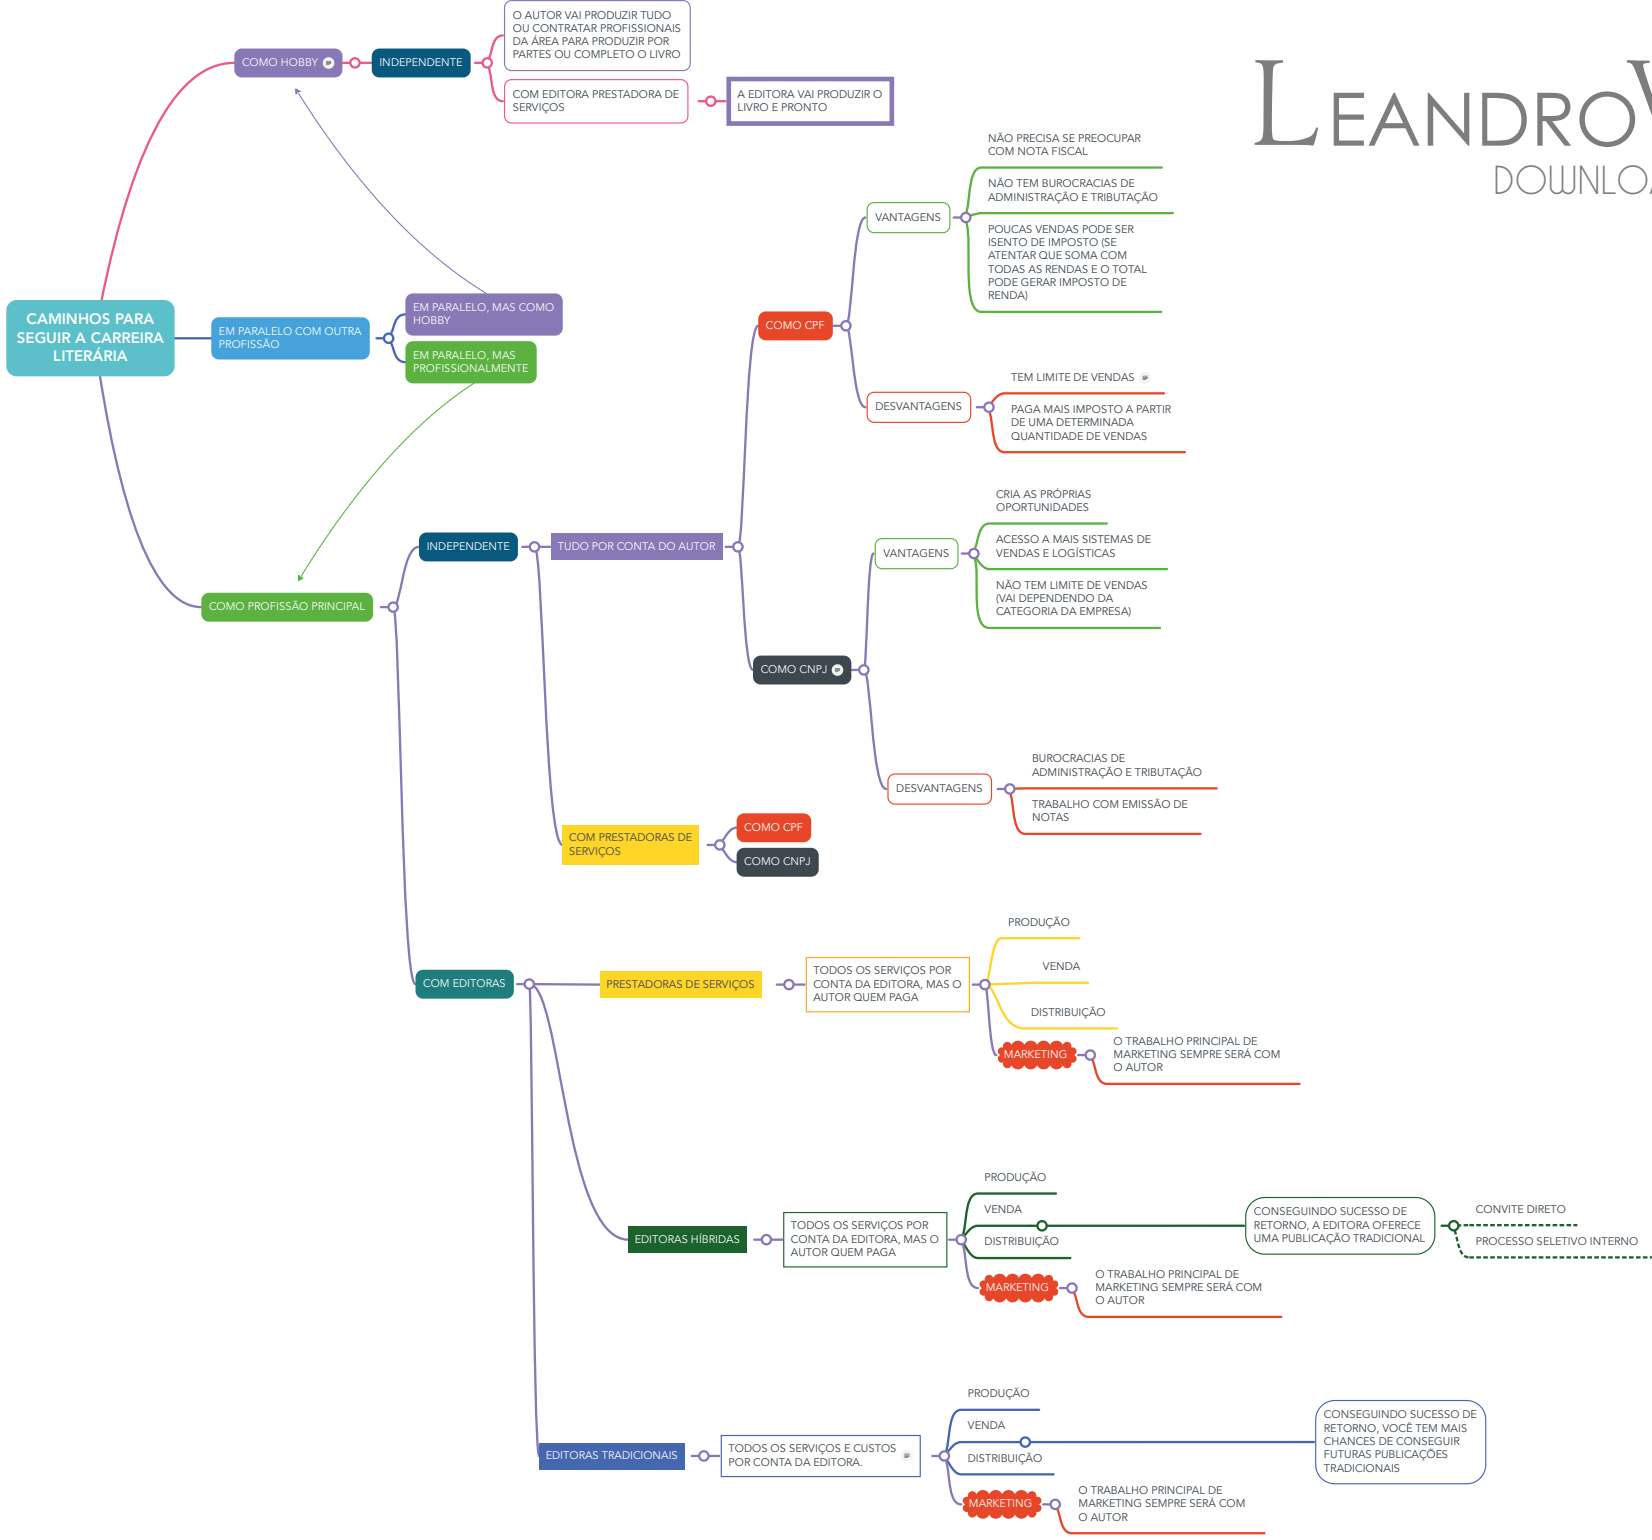 O AUTOR VAI PRODUZIR TUDO
OU CONTRATAR PROFISSIONAIS
DA ÁREA PARA PRODUZIR POR
PARTES OU COMPLETO O LIVRO
COMO HOBBY
INDEPENDENTE
COM EDITORA PRESTADORA DE
SERVIÇOS
A EDITORA VAI PRODUZIR O
LIVRO E PRONTO
LEANDRO
CAMINHOS PARA
SEGUIR A CARREIRA
LITERÁRIA
EM PARALELO COM OUTRA
PROFISSÃO
EM PARALELO, MAS COMO
HOBBY
EM PARALELO, MAS
PROFISSIONALMENTE
COMO PROFISSÃO PRINCIPAL
INDEPENDENTE
TUDO POR CONTA DO AUTOR
COMO CPF
VANTAGENS
NÃO PRECISA SE PREOCUPAR
COM NOTA FISCAL
NÃO TEM BUROCRACIAS DE
ADMINISTRAÇÃO E TRIBUTAÇÃO
POUCAS VENDAS PODE SER
ISENTO DE IMPOSTO (SE
ATENTAR QUE SOMA COM
TODAS AS RENDAS E O TOTAL
PODE GERAR IMPOSTO DE
RENDA)
DESVANTAGENS
TEM LIMITE DE VENDAS
PAGA MAIS IMPOSTO A PARTIR
DE UMA DETERMINADA
QUANTIDADE DE VENDAS
COMO CNPJ
VANTAGENS
CRIA AS PRÓPRIAS
OPORTUNIDADES
ACESSO A MAIS SISTEMAS DE
VENDAS E LOGÍSTICAS
NÃO TEM LIMITE DE VENDAS
(VAI DEPENDENDO DA
CATEGORIA DA EMPRESA)
DESVANTAGENS
BUROCRACIAS DE
ADMINISTRAÇÃO E TRIBUTAÇÃO
TRABALHO COM EMISSÃO DE
NOTAS
COM PRESTADORAS DE
SERVIÇOS
COMO CPF
COMO CNPJ
COM EDITORAS
PRESTADORAS DE SERVIÇOS
TODOS OS SERVIÇOS POR
CONTA DA EDITORA, MAS O
AUTOR QUEM PAGA
PRODUÇÃO
VENDA
DISTRIBUIÇÃO
MARKETING
O TRABALHO PRINCIPAL DE
MARKETING SEMPRE SERÁ COM
O AUTOR
EDITORAS HÍBRIDAS
TODOS OS SERVIÇOS POR
CONTA DA EDITORA, MAS O
AUTOR QUEM PAGA
PRODUÇÃO
VENDA
CONSEGUINDO SUCESSO DE
RETORNO, A EDITORA OFERECE
UMA PUBLICAÇÃO TRADICIONAL
CONVITE DIRETO
PROCESSO SELETIVO INTERNO
DISTRIBUIÇÃO
MARKETING
O TRABALHO PRINCIPAL DE
MARKETING SEMPRE SERÁ COM
O AUTOR
EDITORAS TRADICIONAIS
TODOS OS SERVIÇOS E CUSTOS
POR CONTA DA EDITORA.
PRODUÇÃO
VENDA
CONSEGUINDO SUCESSO DE
RETORNO, VOCÊ TEM MAIS
CHANCES DE CONSEGUIR
FUTURAS PUBLICAÇÕES
TRADICIONAIS
DISTRIBUIÇÃO
MARKETING
O TRABALHO PRINCIPAL DE
MARKETING SEMPRE SERÁ COM
O AUTOR